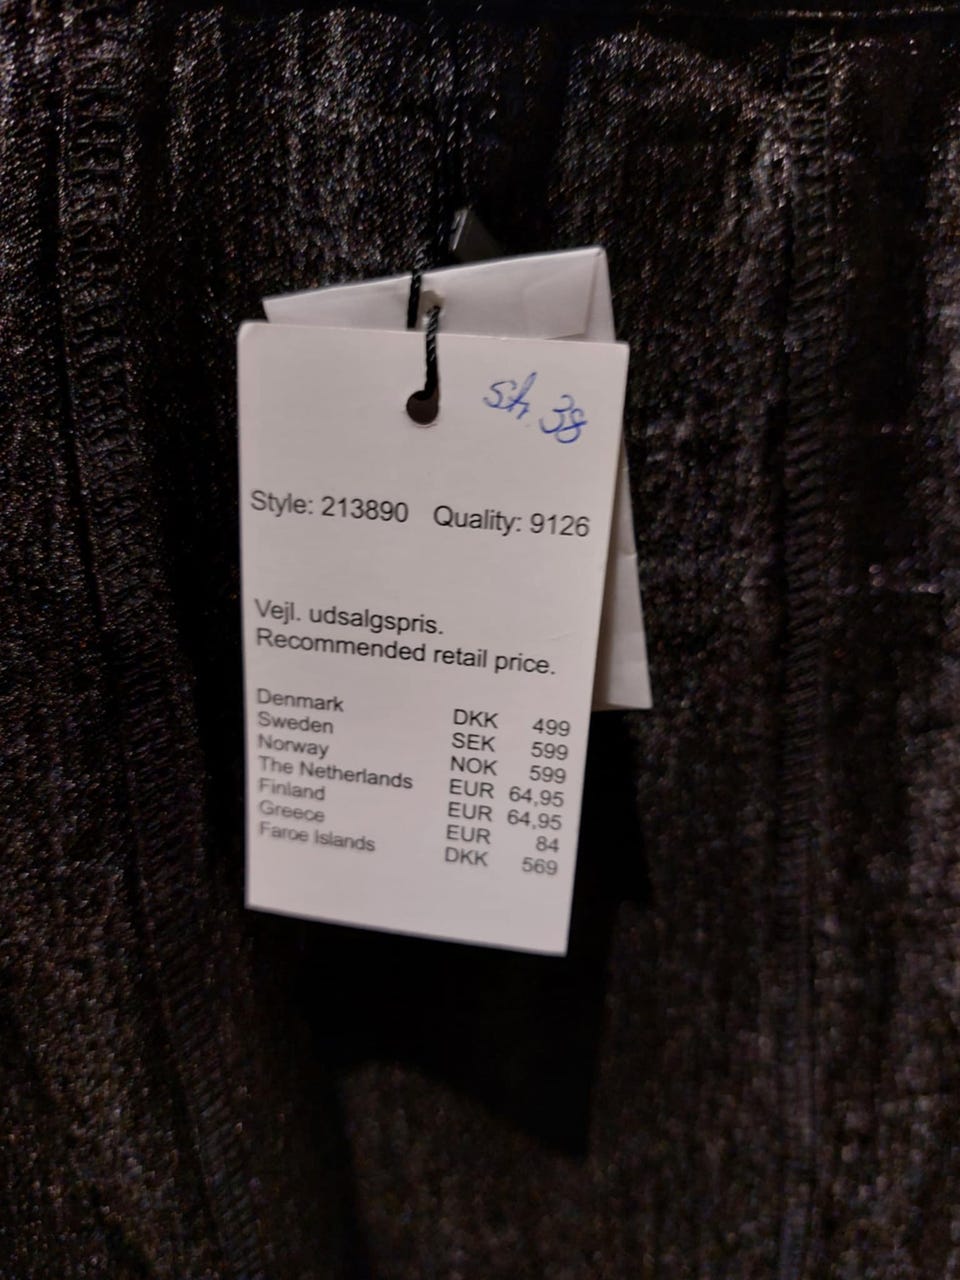 str. 38
Style: 213890 Quality: 9126
Vejl. udsalgspris.
Recommended retail price.
Denmark DKK 499
Sweden SEK 599
Norway NOK 599
The Netherlands EUR 64,95
Finland EUR 64,95
Greece EUR 84
Faroe Islands DKK 569